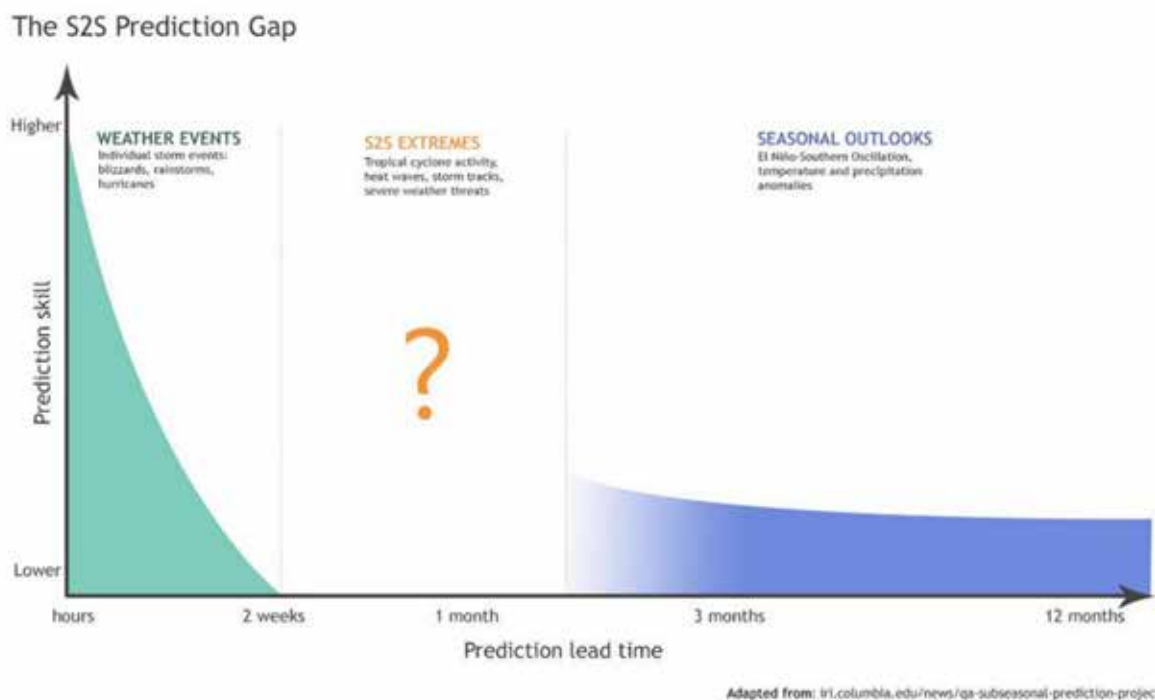 The S2S Prediction Gap
Higher
WEATHER EVENTS
Individual storm events:
blizzards, rainstorms,
hurricanes
S2S EXTREMES
Tropical cyclone activity,
heat waves, storm tracks,
severe weather threats
SEASONAL OUTLOOKS
El Niño-Southern Oscillation,
temperature and precipitation
anomalies
Prediction skill
?
Lower
hours
2 weeks
1 month
3 months
12 months
Prediction lead time
Adapted from: iri.columbia.edu/news/qa-subseasonal-prediction-projec